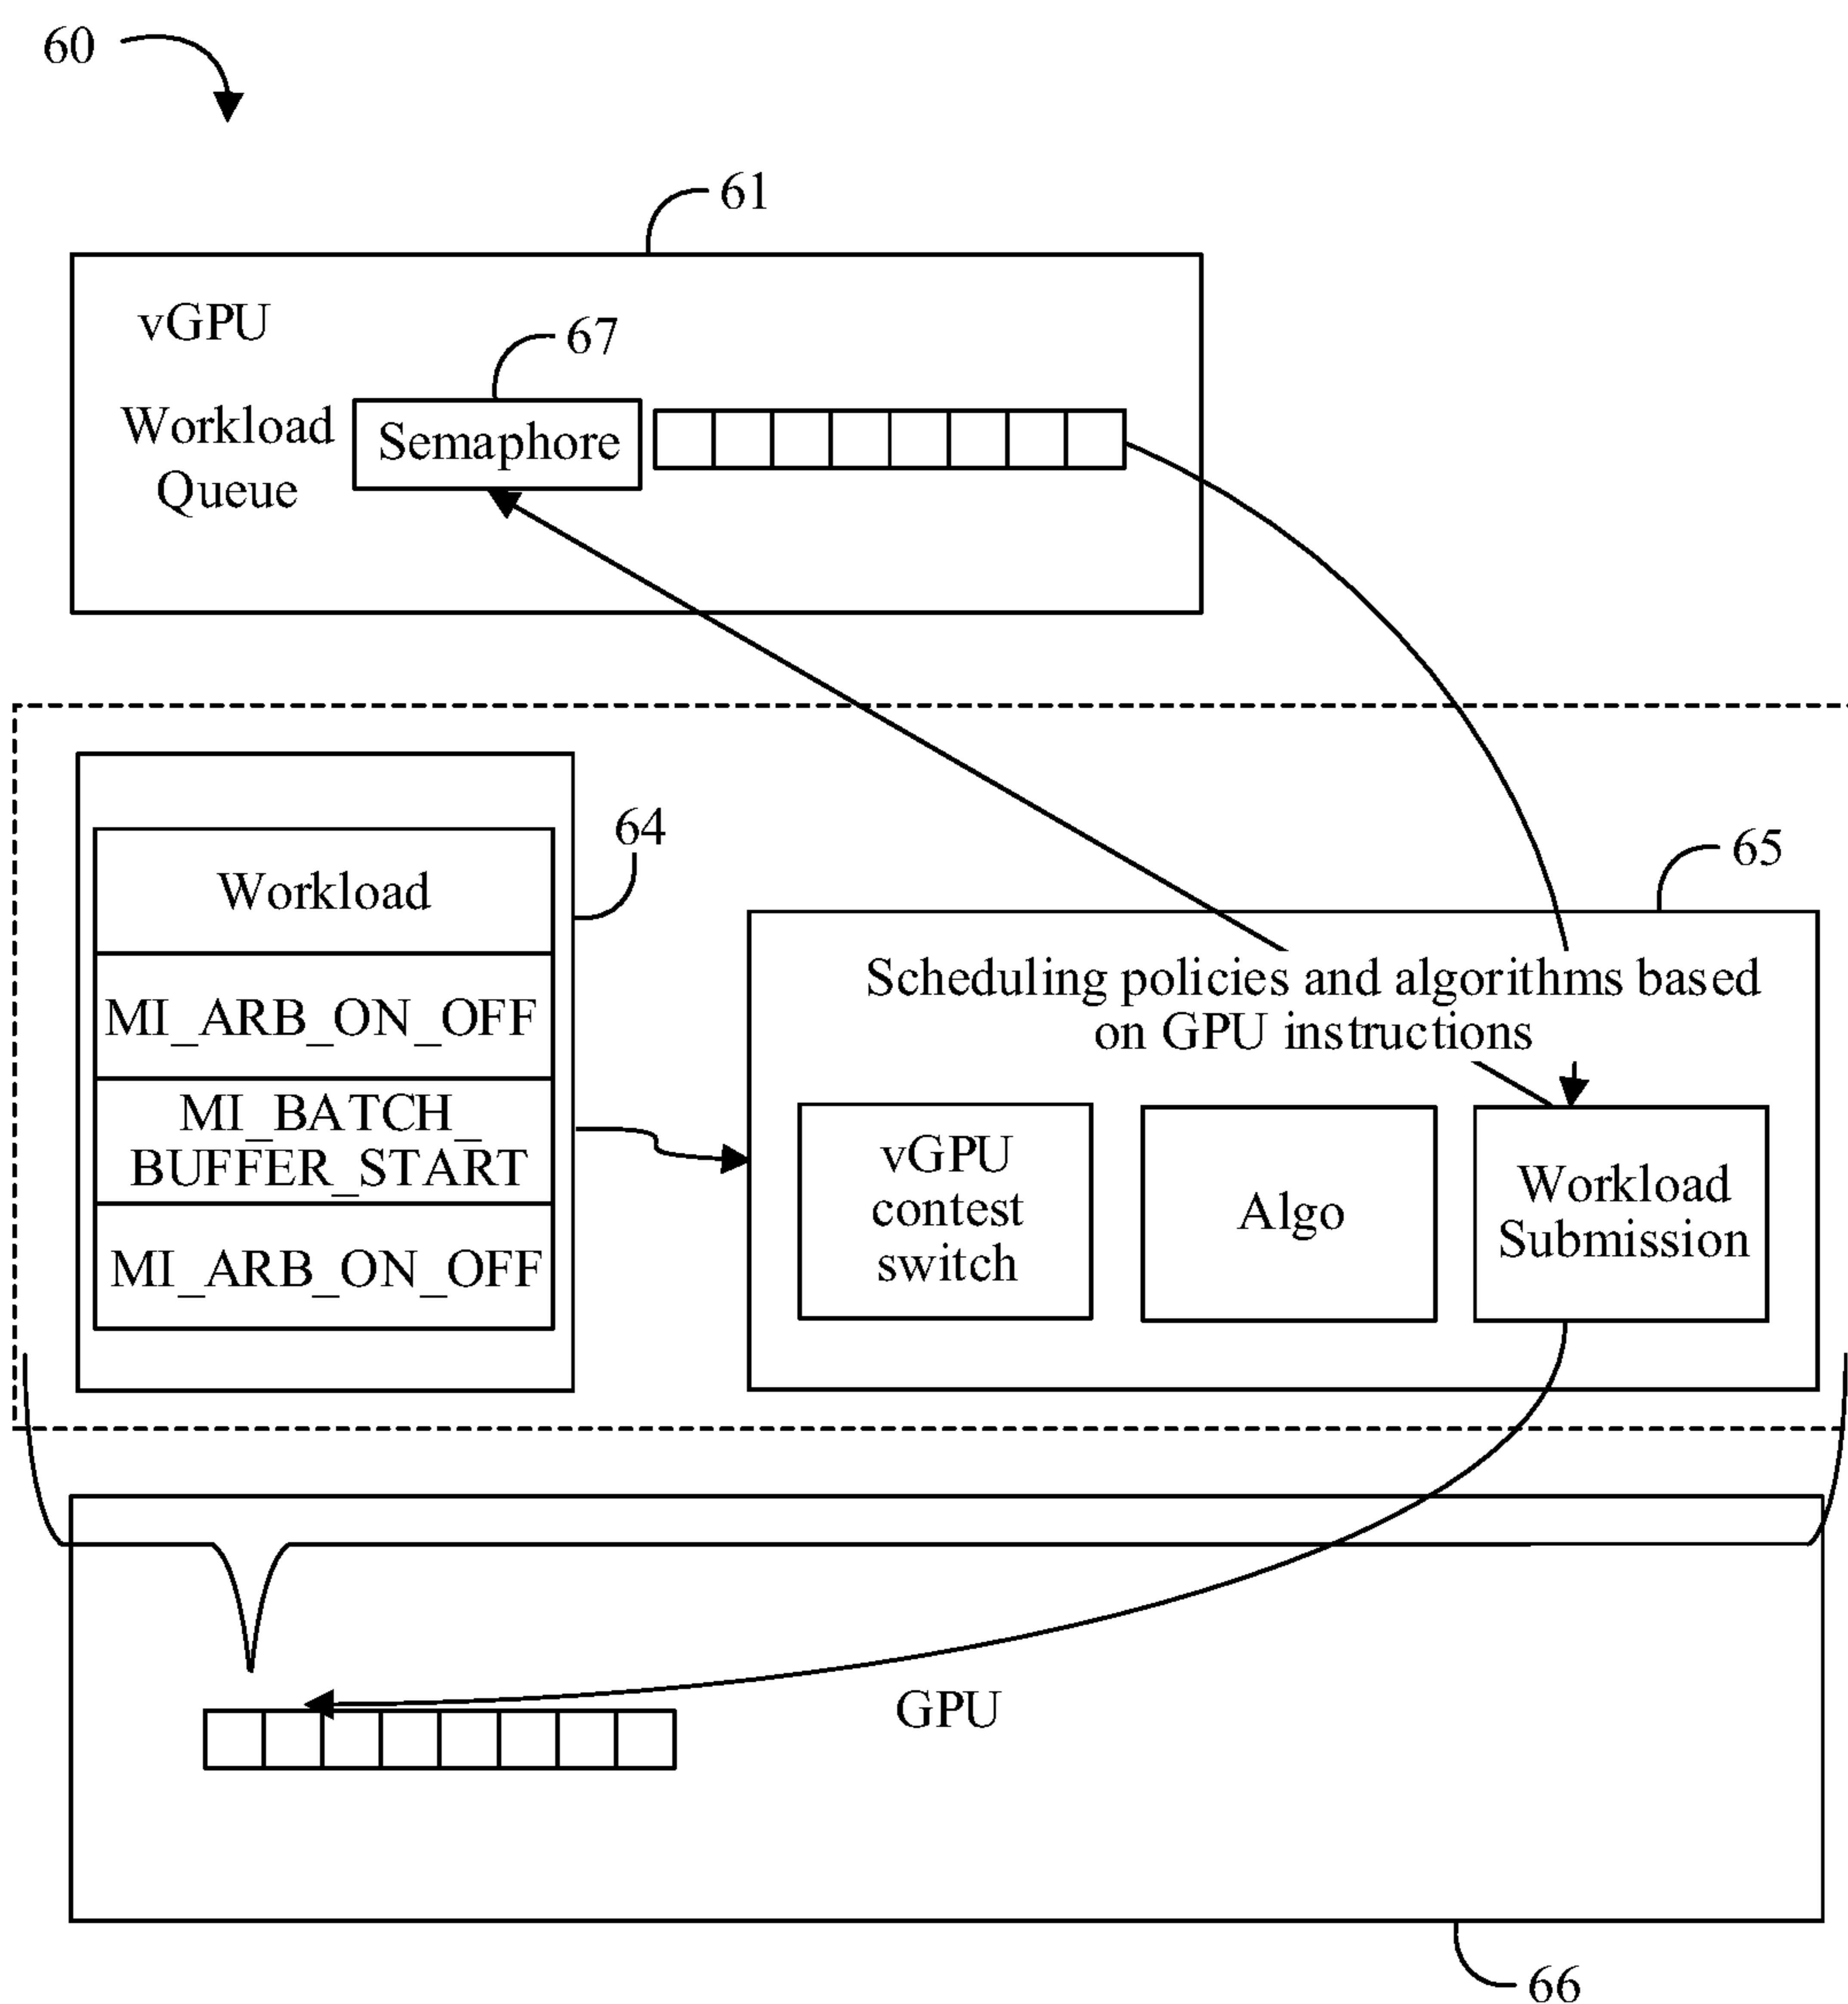 60
61
vGPU
67
Workload
Queue
Semaphore
64
Workload
65
Scheduling policies and algorithms based
on GPU instructions
MI_ARB_ON_OFF
MI_BATCH_
BUFFER_START
MI_ARB_ON_OFF
vGPU
contest
switch
Algo
Workload
Submission
GPU
66